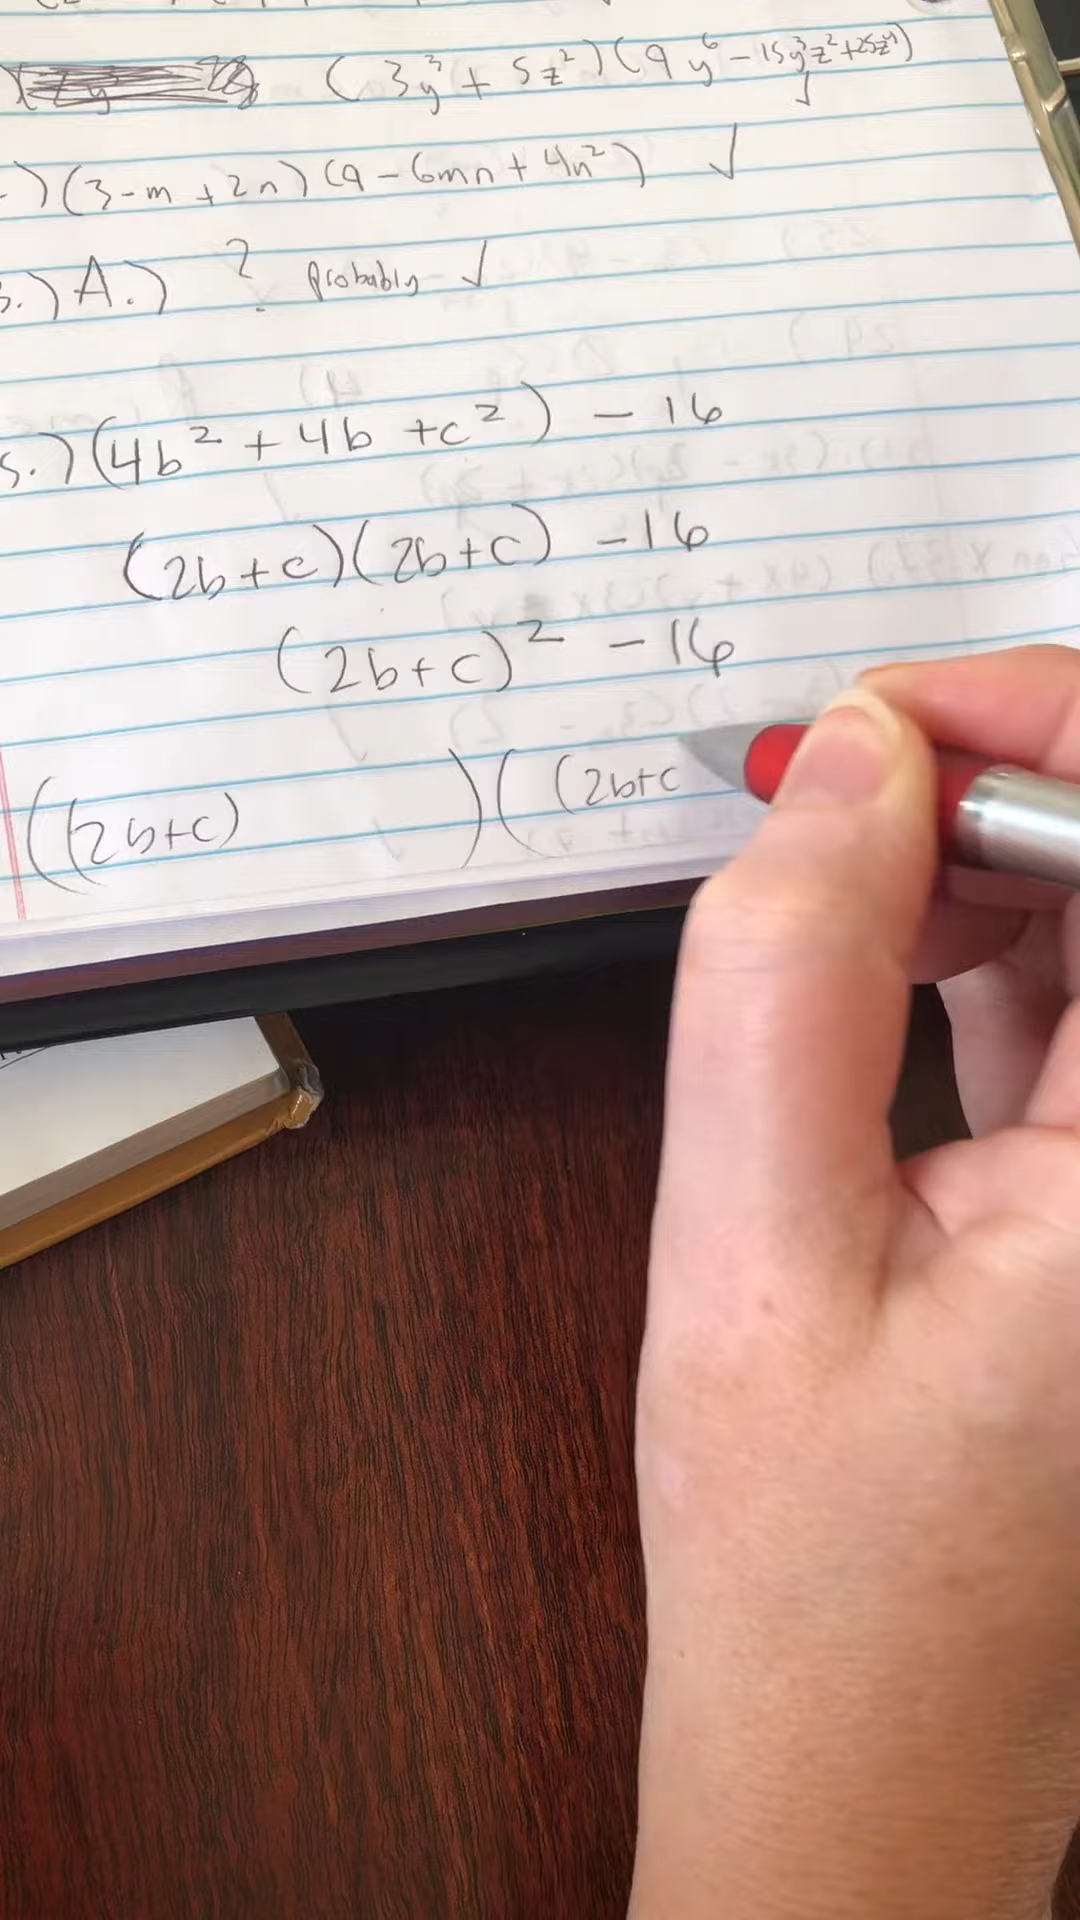 (3y³ + 5z²)(9y⁶ - 15y³z² + 25z⁴)
) (3 - m + 2n) (9 - 6mn + 4n²) ✓
3.) A.) ? probably ✓
5.) (4b² + 4b + c²) - 16
(2b+c)(2b+c) - 16
(2b+c)² - 16
((2b+c) )( (2b+c